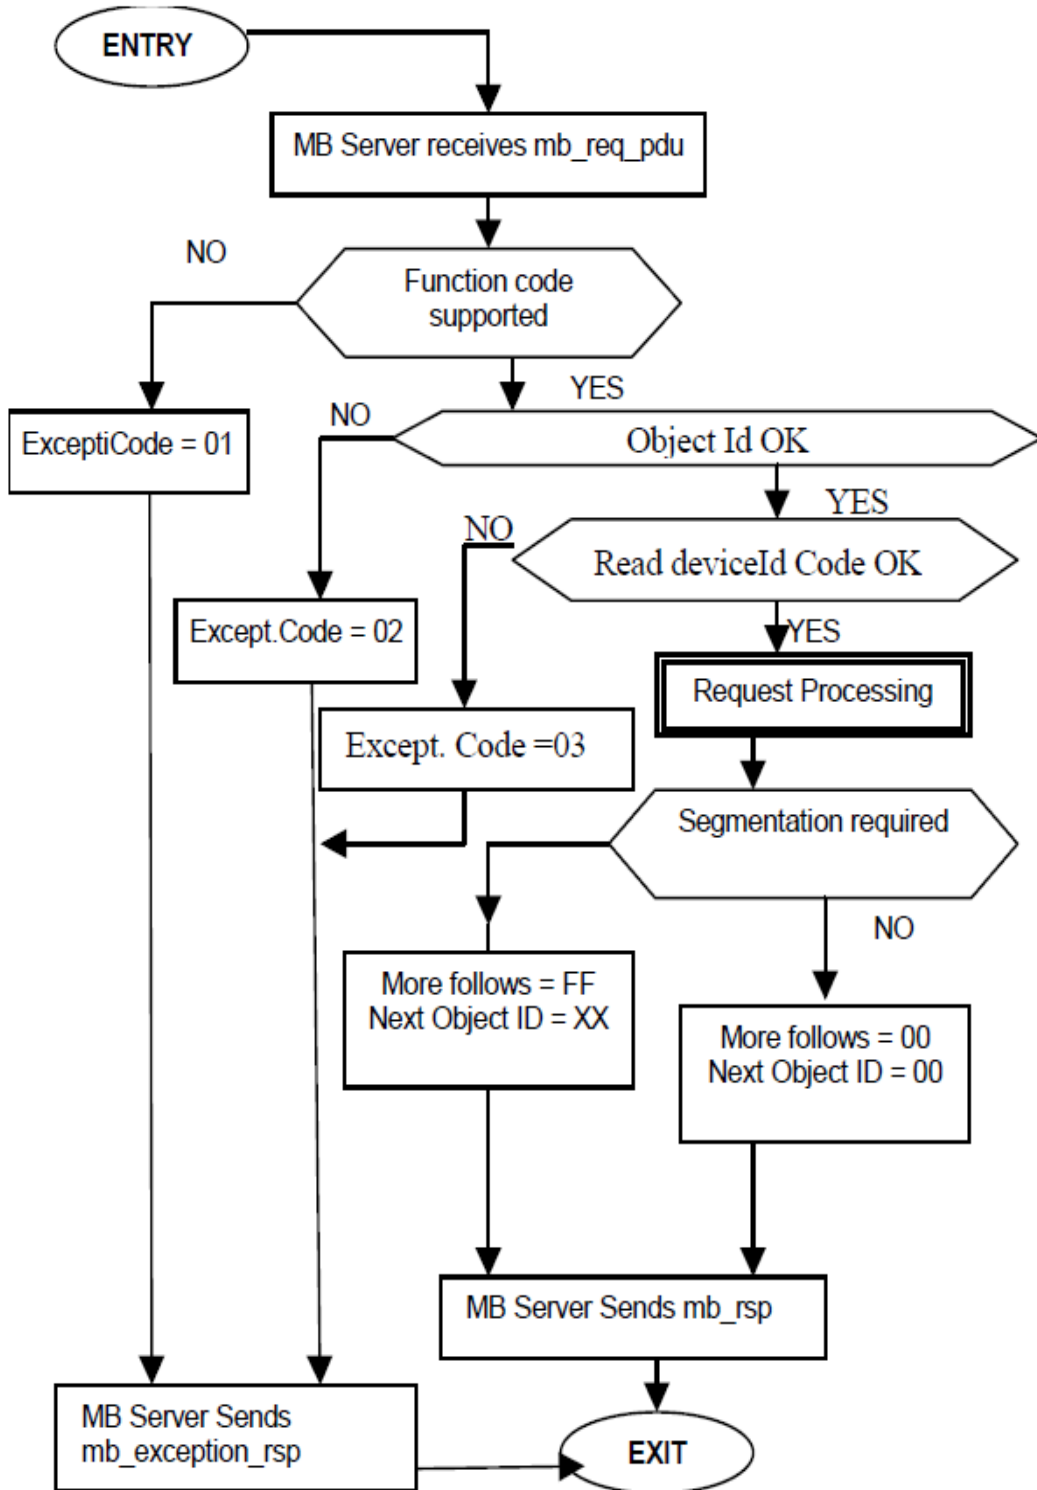 ENTRY
MB Server receives mb_req_pdu
NO
Function code
supported
YES
NO
ExceptiCode = 01
Object Id OK
YES
NO
Read deviceId Code OK
Except.Code = 02
YES
Request Processing
Except. Code =03
Segmentation required
NO
More follows = FF
Next Object ID = XX
More follows = 00
Next Object ID = 00
MB Server Sends mb_rsp
MB Server Sends
mb_exception_rsp
EXIT